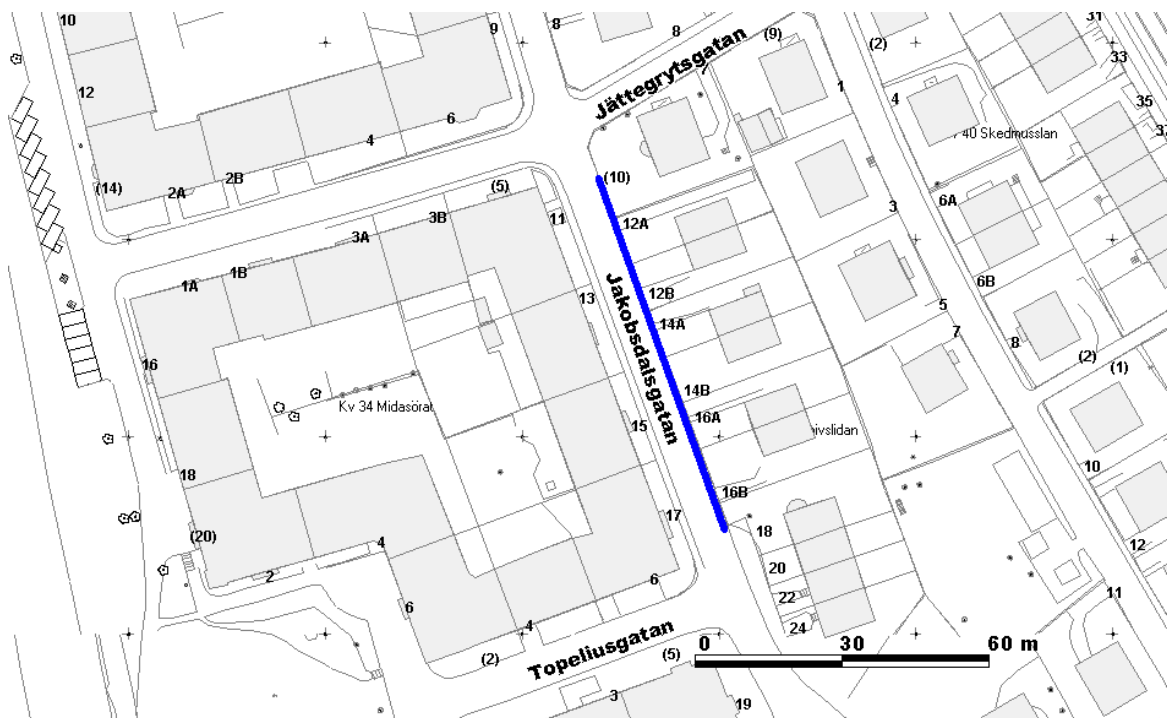 10
9
8
8
(9)
(2)
31
33
35
Jättegrytsgatan
12
1
4
6
4
40 Skedmusslan
(14)
2A
2B
(5)
(10)
6A
3
11
12A
3B
3A
1B
1A
Jakobsdalsgatan
13
12B
14A
6B
5
7
8
(2)
16
(1)
Kv 34 Midasöra
14B
16A
15
ivslidan
18
16B
10
17
18
(20)
4
20
12
2
6
6
22
11
4
24
0 30 60 m
(2)
Topeliusgatan
(5)
3
19